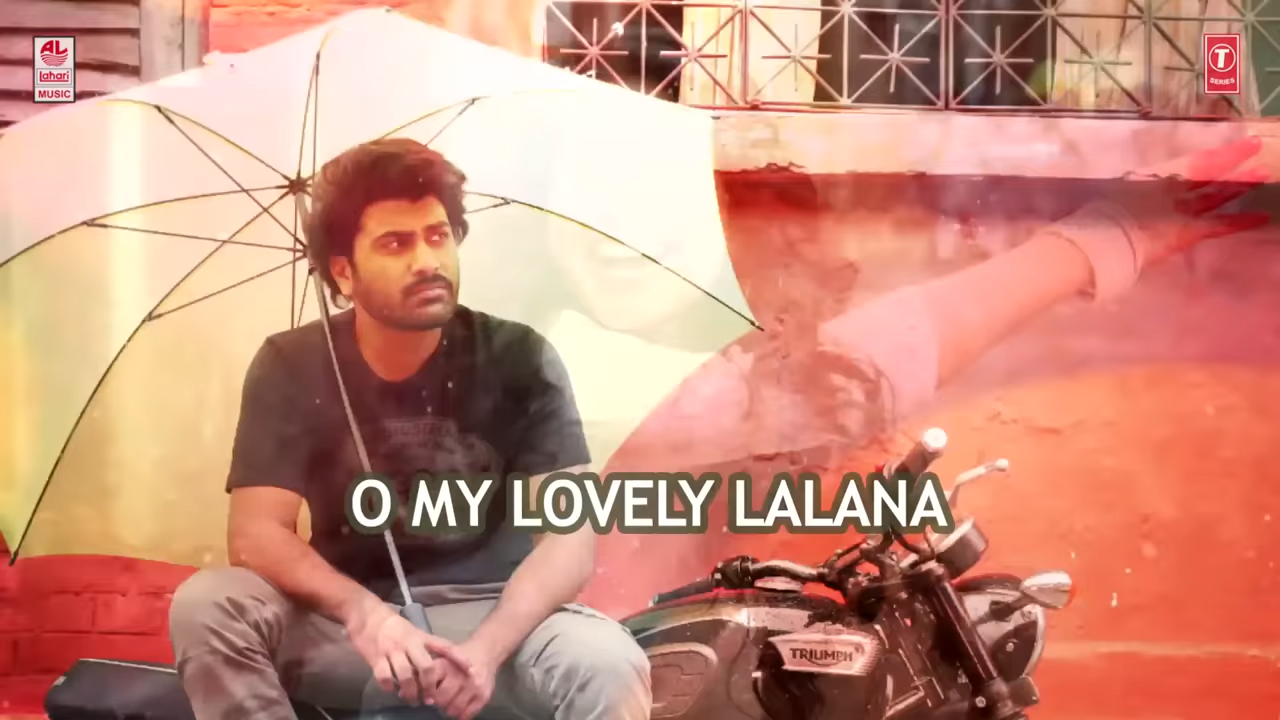 AL
lahari
MUSIC
T
SERIES
O MY LOVELY LALANA
TRIUMPH